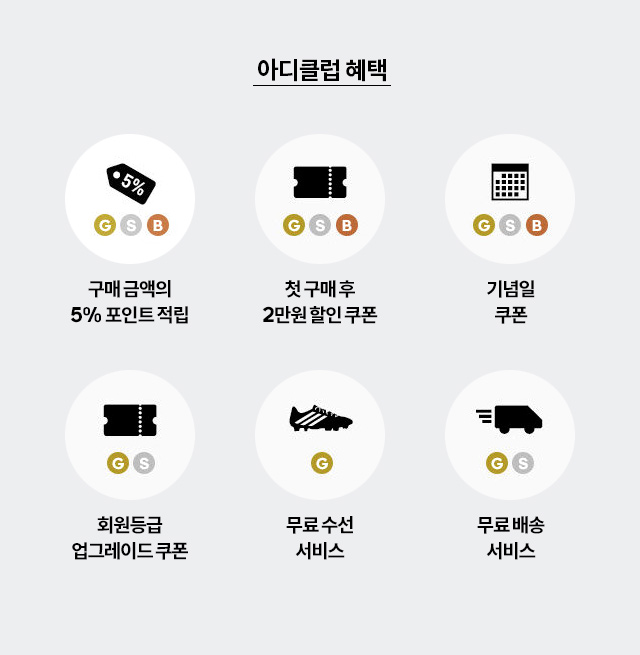 아디클럽 혜택
5%
G S B
G S B
G S B
구매 금액의
5% 포인트 적립
첫 구매 후
2만원 할인 쿠폰
기념일
쿠폰
G S
G
G S
회원등급
업그레이드 쿠폰
무료 수선
서비스
무료 배송
서비스